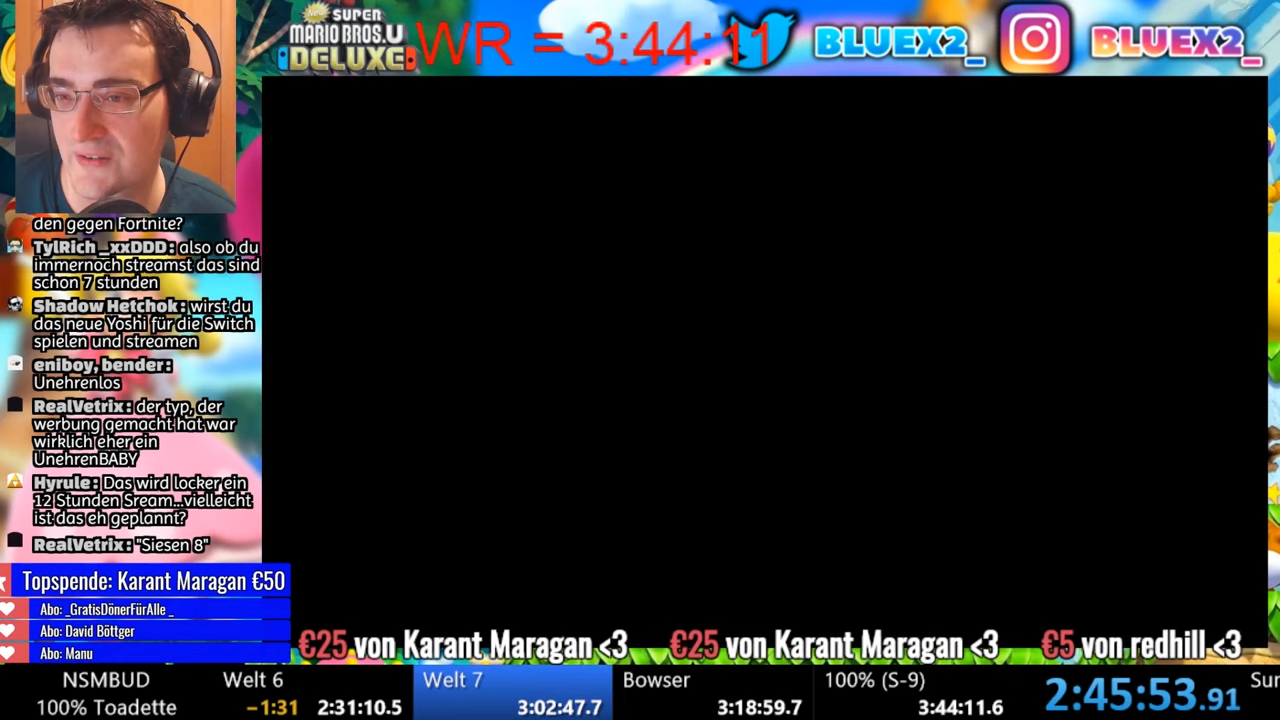 New SUPER
MARIO BROS. U
DELUXE
WR = 3:44:11
BLUEX2_
BLUEX2_
den gegen Fortnite?
TylRich_xxDDD: also ob du
immernoch streamst das sind
schon 7 stunden
Shadow Hetchok: wirst du
das neue Yoshi für die Switch
spielen und streamen
eniboy, bender:
Unehrenlos
RealVetrix: der typ, der
werbung gemacht hat war
wirklich eher ein
UnehrenBABY
Hyrule: Das wird locker ein
12 Stunden Sream...vielleicht
ist das eh geplannt?
RealVetrix: "Siesen 8"
Topspende: Karant Maragan €50
Abo: _GratisDönerFürAlle_
Abo: David Böttger
Abo: Manu
€25 von Karant Maragan <3 €25 von Karant Maragan <3 €5 von redhill <3
NSMBUD
100% Toadette
Welt 6
-1:31 2:31:10.5
Welt 7
3:02:47.7
Bowser
3:18:59.7
100% (S-9)
3:44:11.6
2:45:53.91
Sur